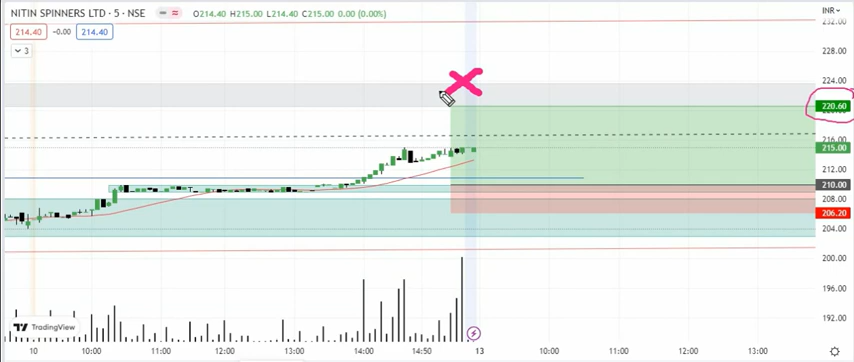 NITIN SPINNERS LTD · 5 · NSE
O214.40 H215.00 L214.40 C215.00 0.00 (0.00%)
INR
214.40 −0.00 214.40
3
232.00
228.00
224.00
220.60
216.00
215.00
212.00
210.00
208.00
206.20
204.00
200.00
196.00
192.00
TradingView
10 10:00 11:00 12:00 13:00 14:00 14:50 13 10:00 11:00 12:00 13:00